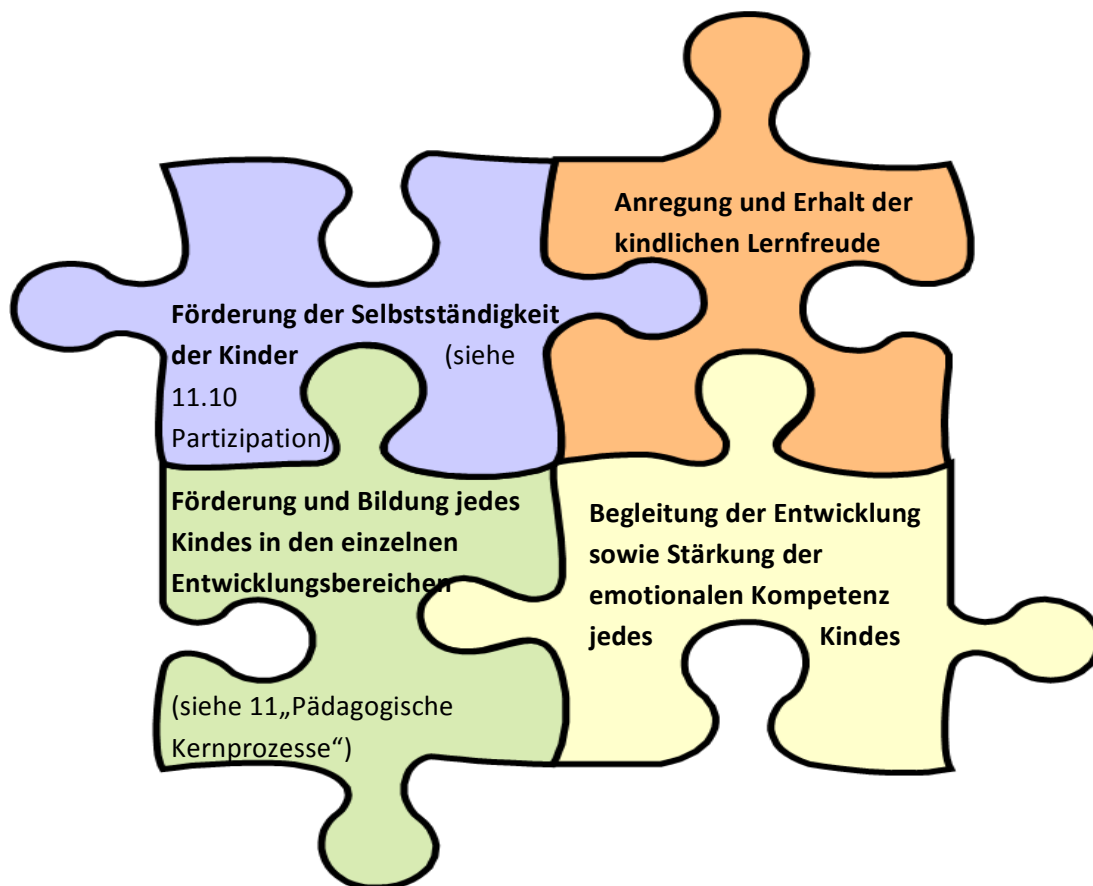 Anregung und Erhalt der
kindlichen Lernfreude
Förderung der Selbstständigkeit
der Kinder (siehe
11.10
Partizipation)
Förderung und Bildung jedes
Kindes in den einzelnen
Entwicklungsbereichen
(siehe 11„Pädagogische
Kernprozesse“)
Begleitung der Entwicklung
sowie Stärkung der
emotionalen Kompetenz
jedes Kindes